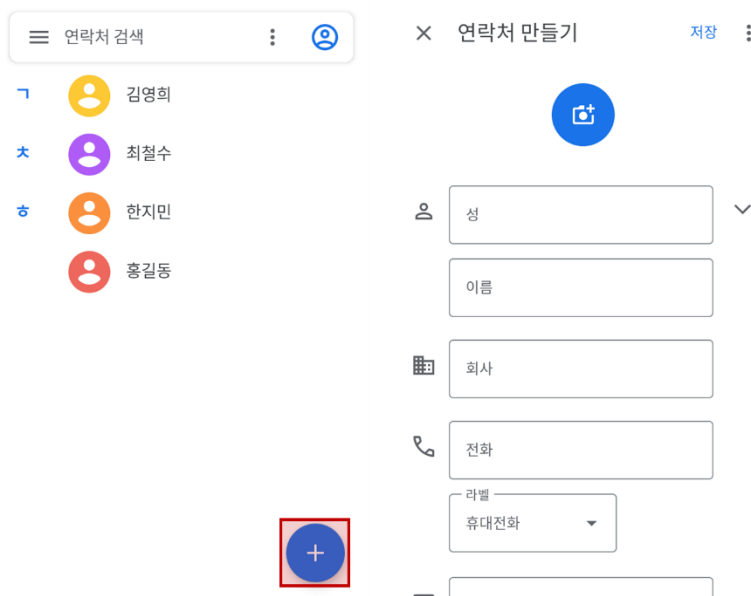 연락처 검색
ㄱ
김영희
ㅊ
최철수
ㅎ
한지민
홍길동
연락처 만들기
저장
성
이름
회사
전화
라벨
휴대전화